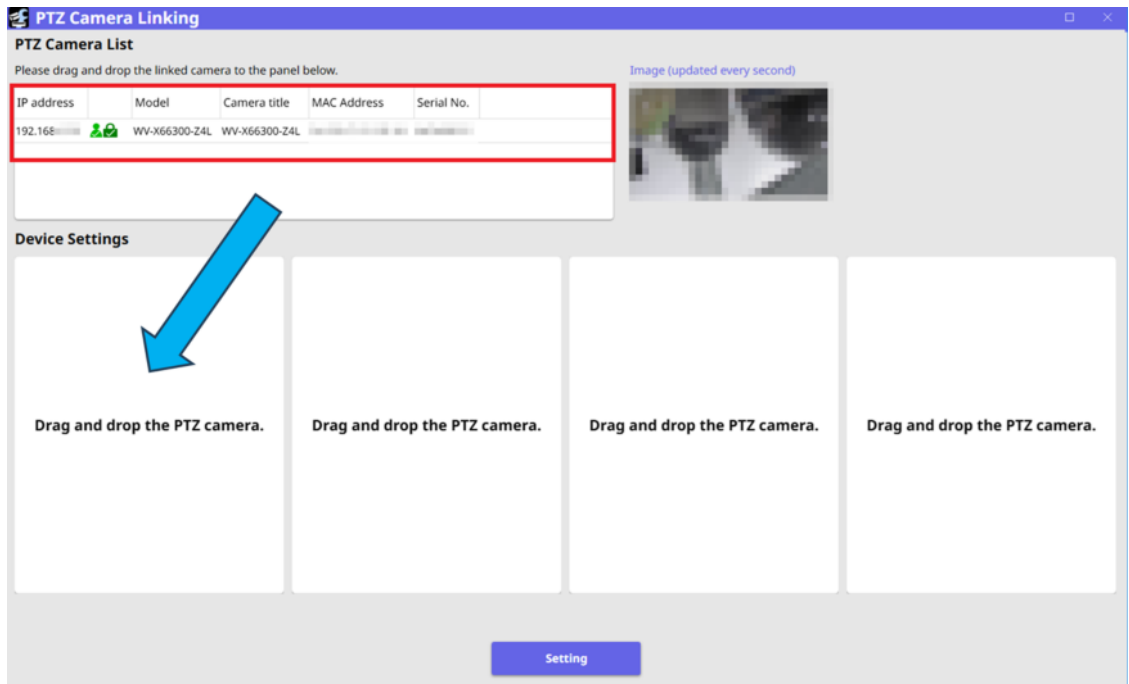 PTZ Camera Linking
PTZ Camera List
Please drag and drop the linked camera to the panel below.
Image (updated every second)
IP address Model Camera title MAC Address Serial No.
192.168 WV-X66300-Z4L WV-X66300-Z4L
Device Settings
Drag and drop the PTZ camera. Drag and drop the PTZ camera. Drag and drop the PTZ camera. Drag and drop the PTZ camera.
Setting